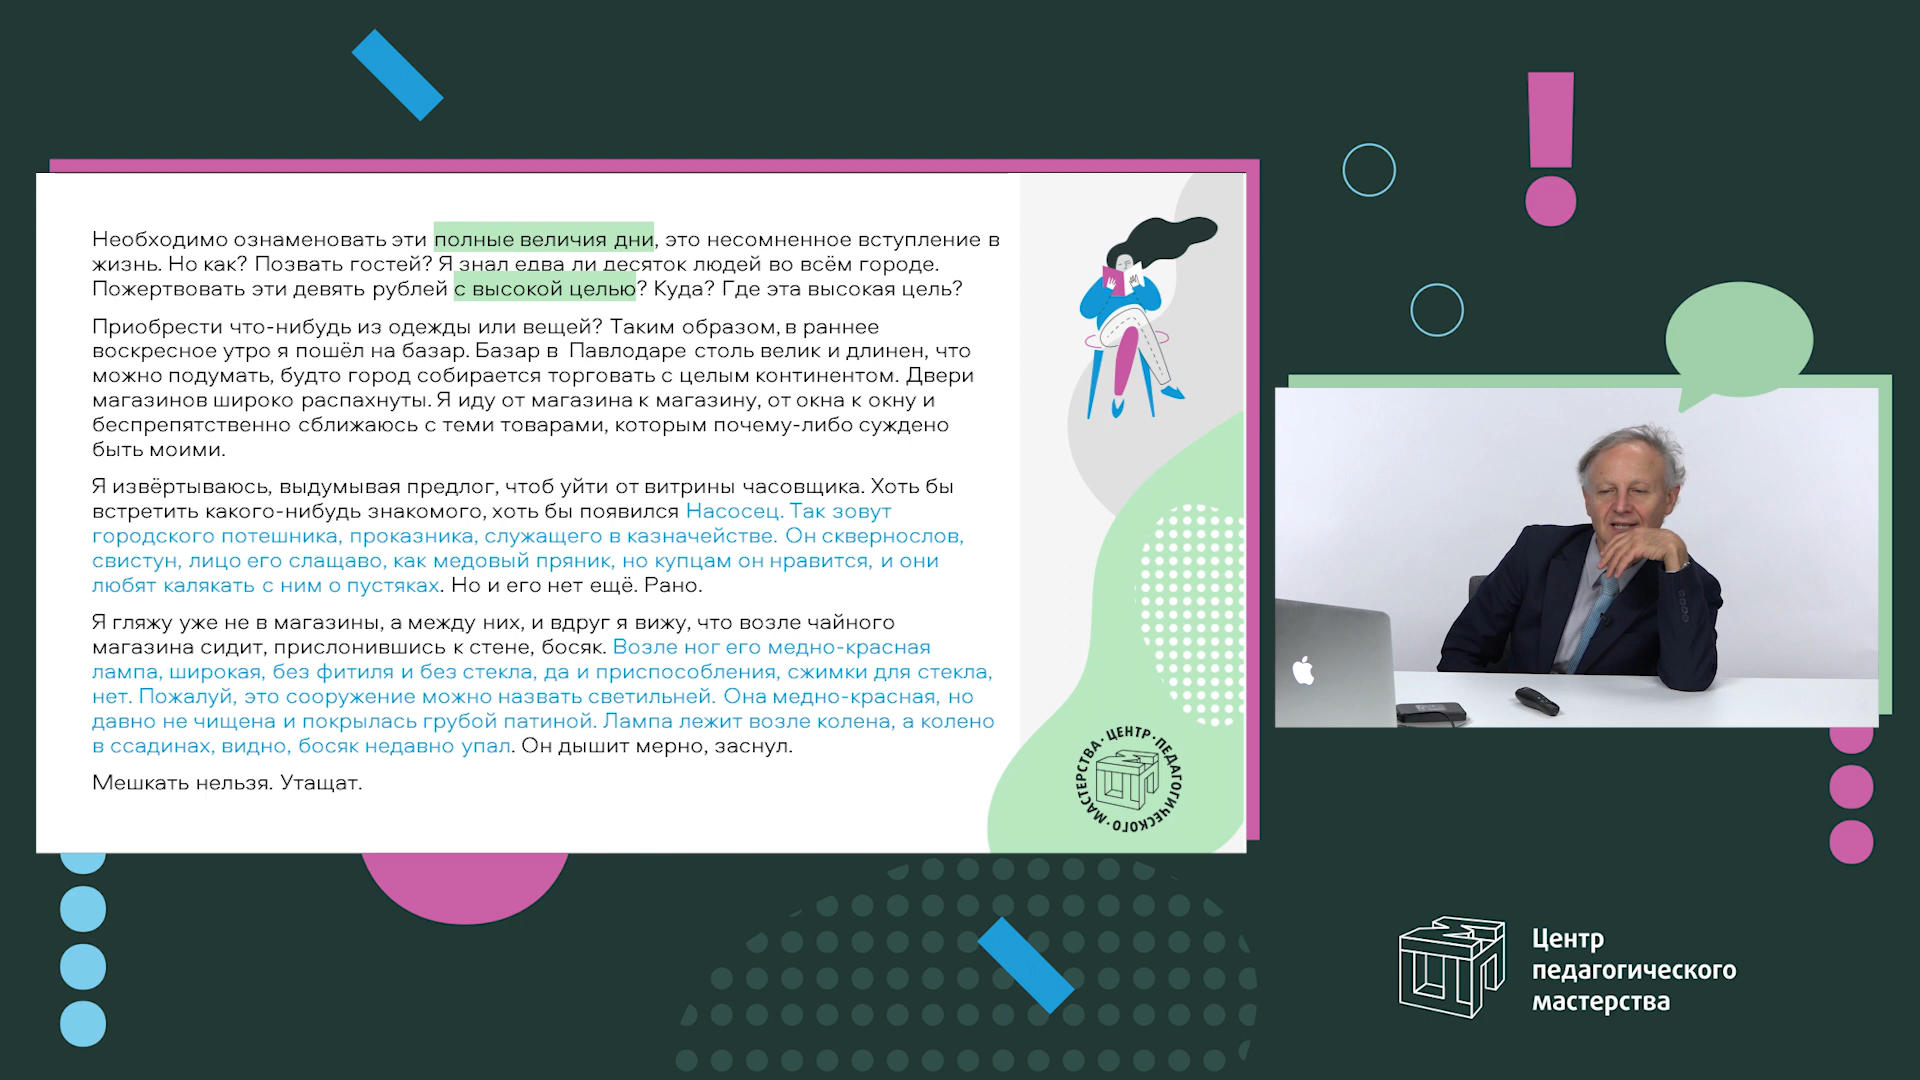 Необходимо ознаменовать эти полные величия дни, это несомненное вступление в
жизнь. Но как? Позвать гостей? Я знал едва ли десяток людей во всём городе.
Пожертвовать эти девять рублей с высокой целью? Куда? Где эта высокая цель?
Приобрести что-нибудь из одежды или вещей? Таким образом, в раннее
воскресное утро я пошёл на базар. Базар в Павлодаре столь велик и длинен, что
можно подумать, будто город собирается торговать с целым континентом. Двери
магазинов широко распахнуты. Я иду от магазина к магазину, от окна к окну и
беспрепятственно сближаюсь с теми товарами, которым почему-либо суждено
быть моими.
Я извёртываюсь, выдумывая предлог, чтоб уйти от витрины часовщика. Хоть бы
встретить какого-нибудь знакомого, хоть бы появился Насосец. Так зовут
городского потешника, проказника, служащего в казначействе. Он сквернослов,
свистун, лицо его слащаво, как медовый пряник, но купцам он нравится, и они
любят калякать с ним о пустяках. Но и его нет ещё. Рано.
Я гляжу уже не в магазины, а между них, и вдруг я вижу, что возле чайного
магазина сидит, прислонившись к стене, босяк. Возле ног его медно-красная
лампа, широкая, без фитиля и без стекла, да и приспособления, сжимки для стекла,
нет. Пожалуй, это сооружение можно назвать светильней. Она медно-красная, но
давно не чищена и покрылась грубой патиной. Лампа лежит возле колена, а колено
в ссадинах, видно, босяк недавно упал. Он дышит мерно, заснул.
Мешкать нельзя. Утащат.
ЦЕНТР·ПЕДАГОГИЧЕСКОГО·МАСТЕРСТВА·
Центр
педагогического
мастерства